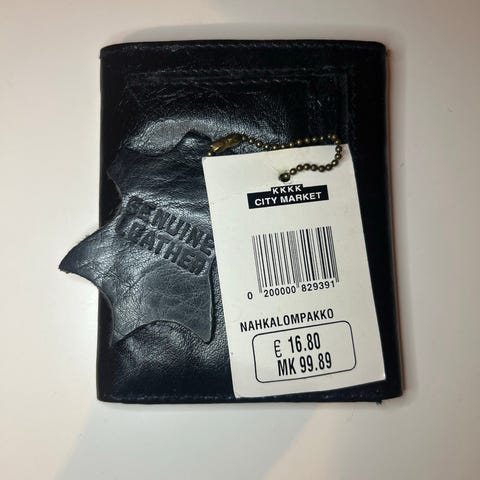 GENUINE
LEATHER
KKKK
CITY MARKET
0 200000 829391
NAHKALOMPAKKO
€ 16.80
MK 99.89